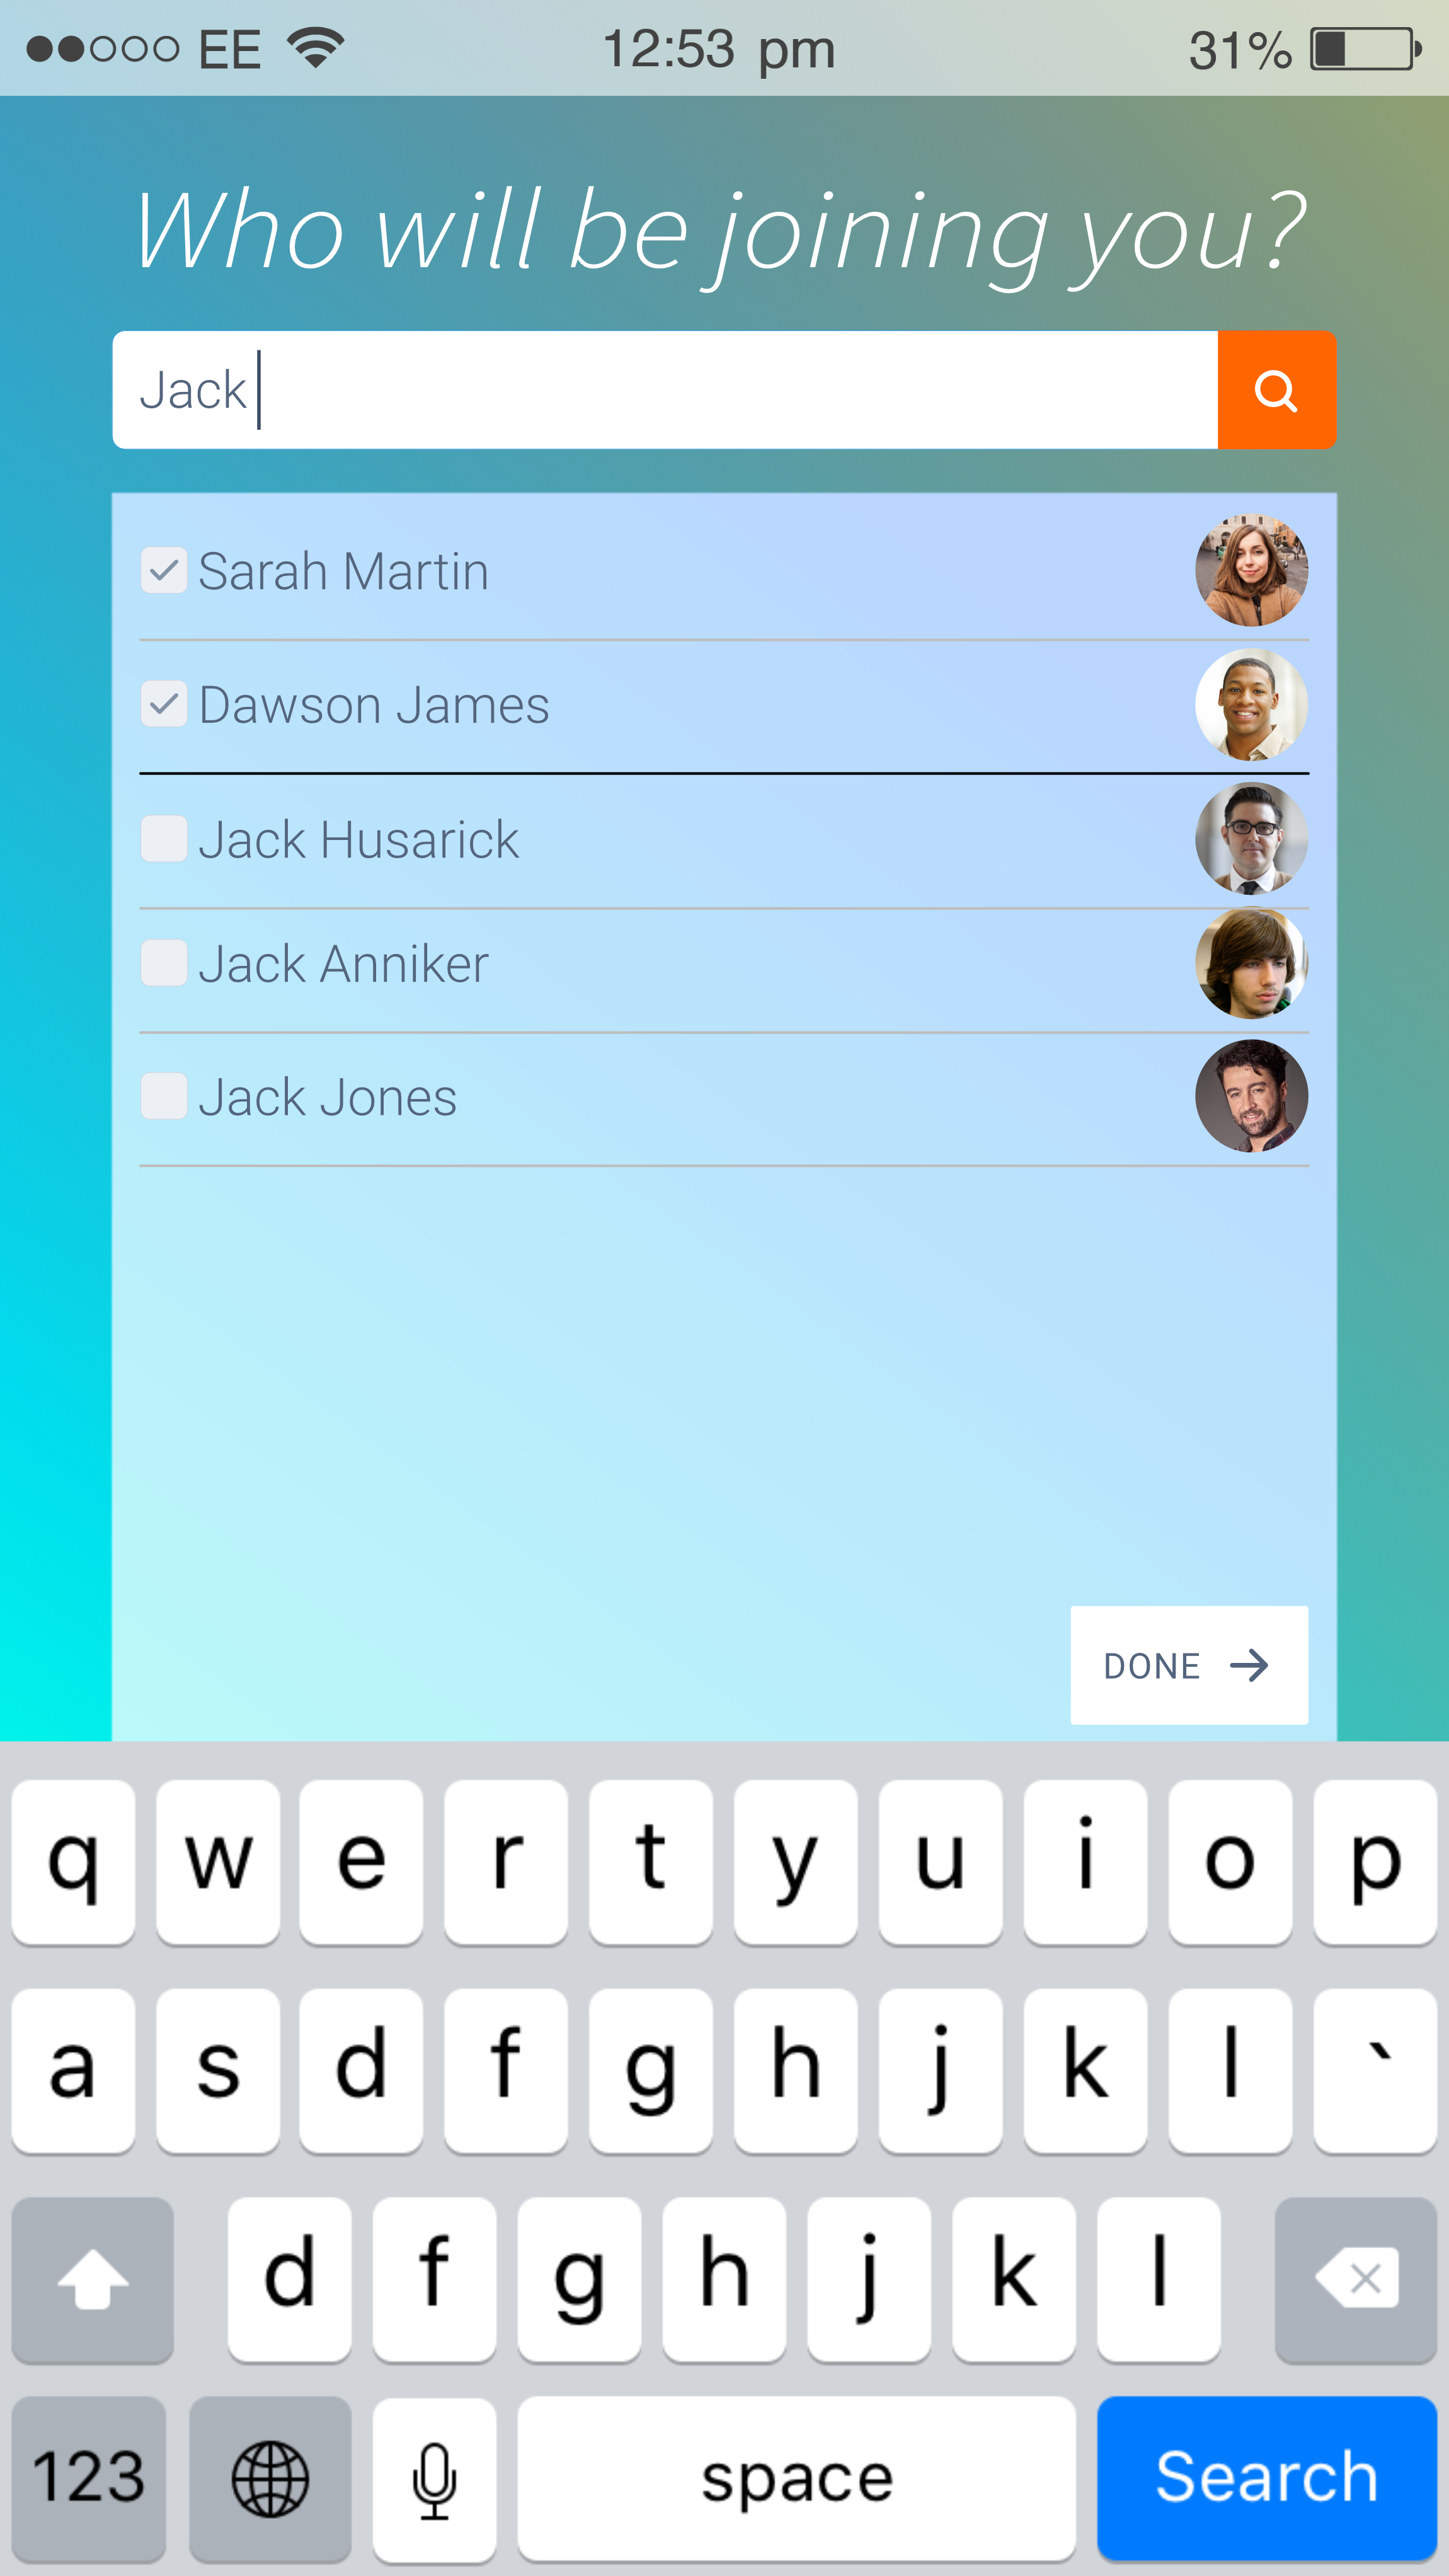 EE 12:53 pm 31%
Who will be joining you?
Jack
Sarah Martin
Dawson James
Jack Husarick
Jack Anniker
Jack Jones
DONE
q w e r t y u i o p
a s d f g h j k l `
d f g h j k l
123 space Search